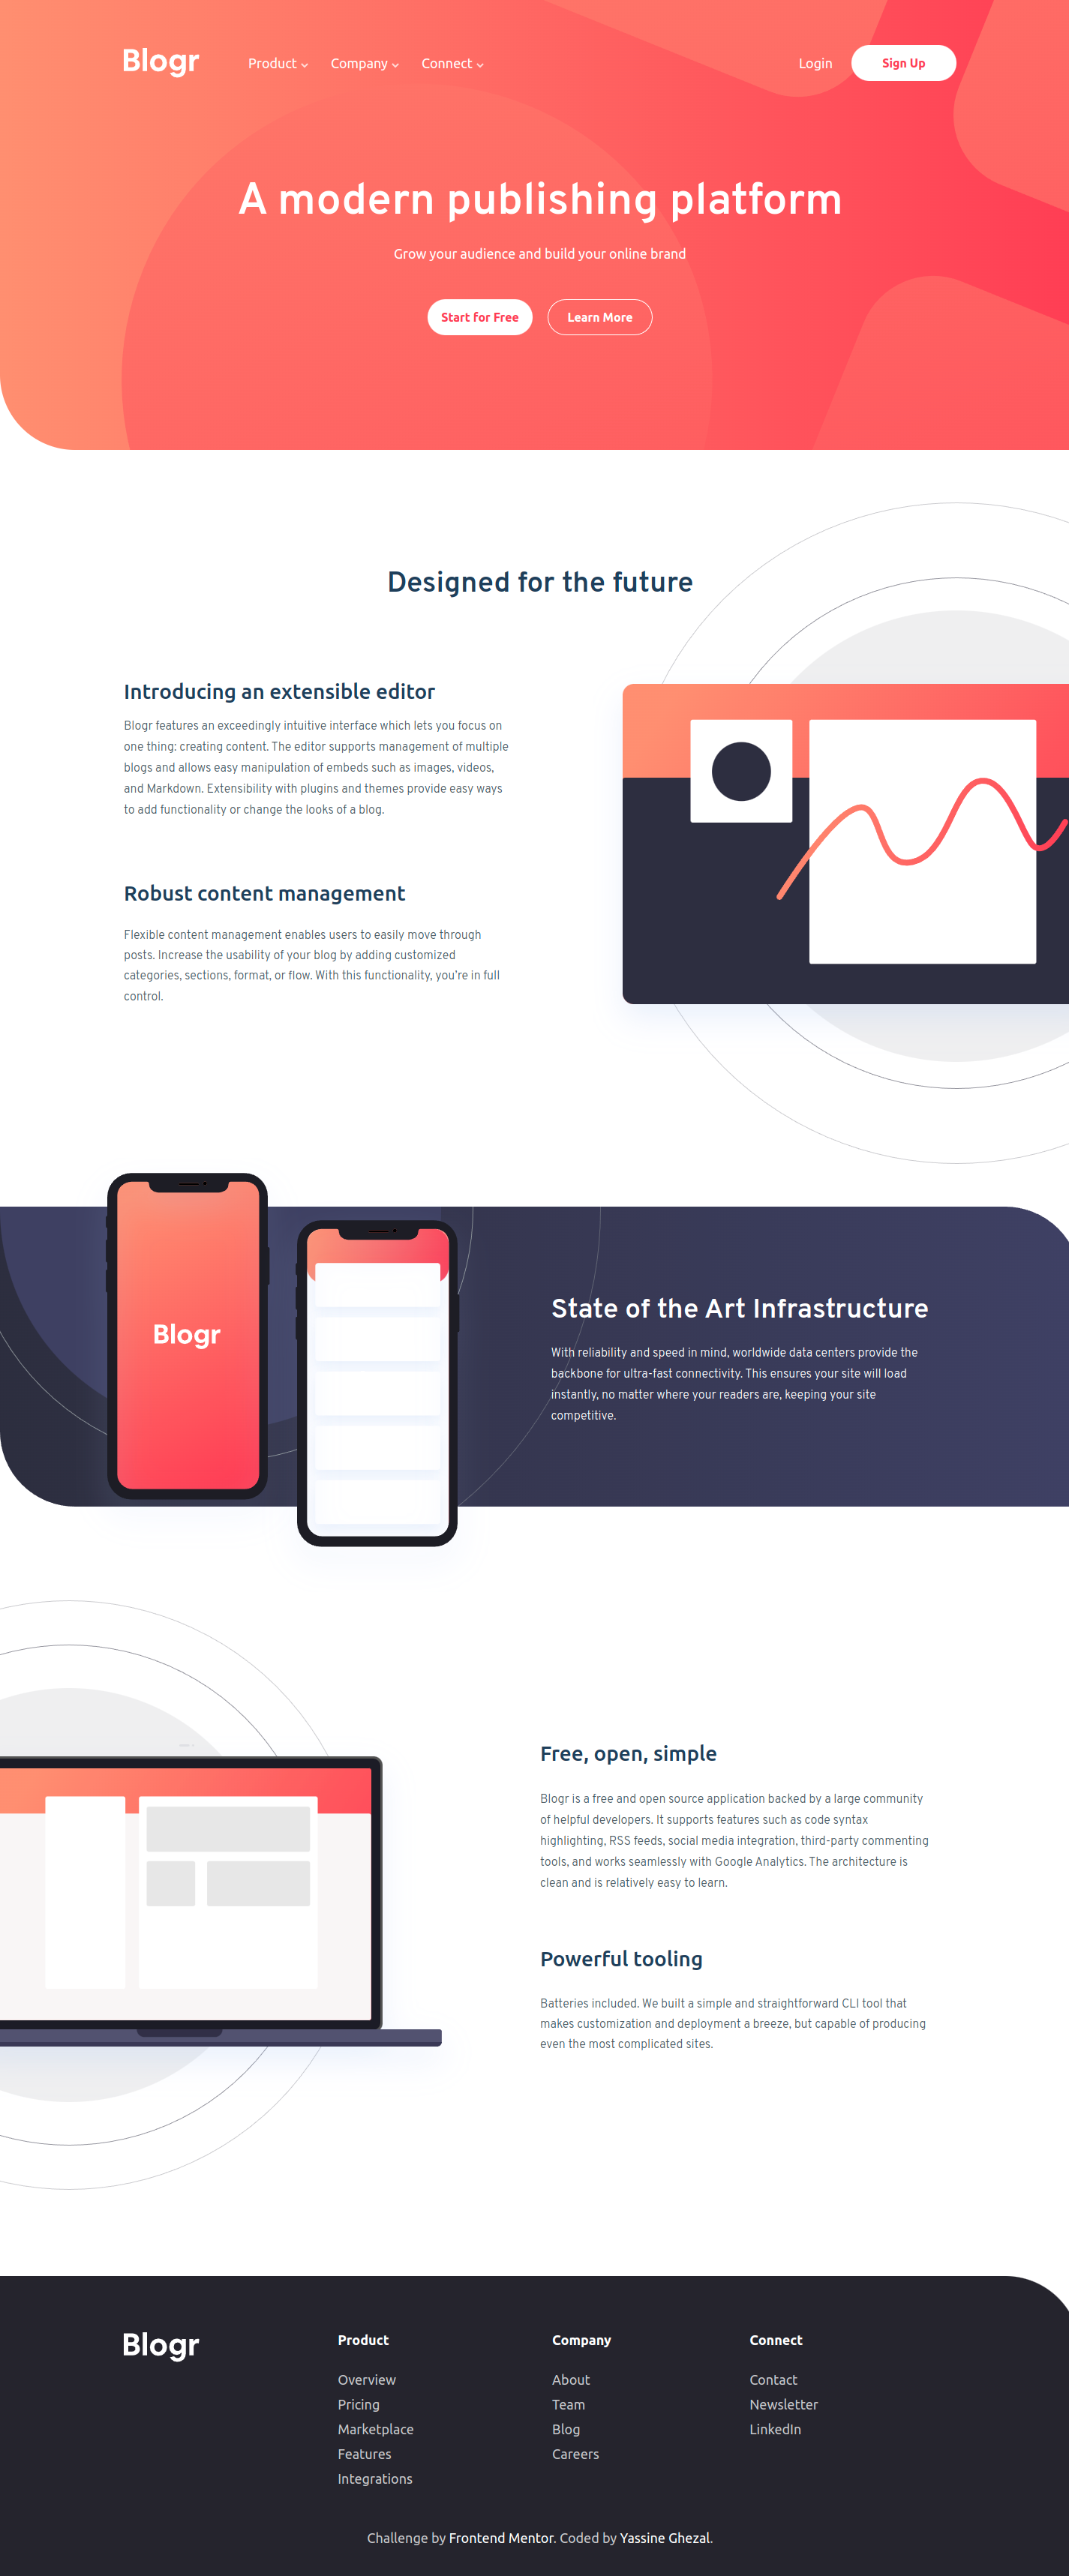 Blogr
Product
Company
Connect
Login
Sign Up
A modern publishing platform
Grow your audience and build your online brand
Start for Free
Learn More
Designed for the future
Introducing an extensible editor
Blogr features an exceedingly intuitive interface which lets you focus on
one thing: creating content. The editor supports management of multiple
blogs and allows easy manipulation of embeds such as images, videos,
and Markdown. Extensibility with plugins and themes provide easy ways
to add functionality or change the looks of a blog.
Robust content management
Flexible content management enables users to easily move through
posts. Increase the usability of your blog by adding customized
categories, sections, format, or flow. With this functionality, you're in full
control.
Blogr
State of the Art Infrastructure
With reliability and speed in mind, worldwide data centers provide the
backbone for ultra-fast connectivity. This ensures your site will load
instantly, no matter where your readers are, keeping your site
competitive.
Free, open, simple
Blogr is a free and open source application backed by a large community
of helpful developers. It supports features such as code syntax
highlighting, RSS feeds, social media integration, third-party commenting
tools, and works seamlessly with Google Analytics. The architecture is
clean and is relatively easy to learn.
Powerful tooling
Batteries included. We built a simple and straightforward CLI tool that
makes customization and deployment a breeze, but capable of producing
even the most complicated sites.
Blogr
Product
Overview
Pricing
Marketplace
Features
Integrations
Company
About
Team
Blog
Careers
Connect
Contact
Newsletter
LinkedIn
Challenge by Frontend Mentor. Coded by Yassine Ghezal.